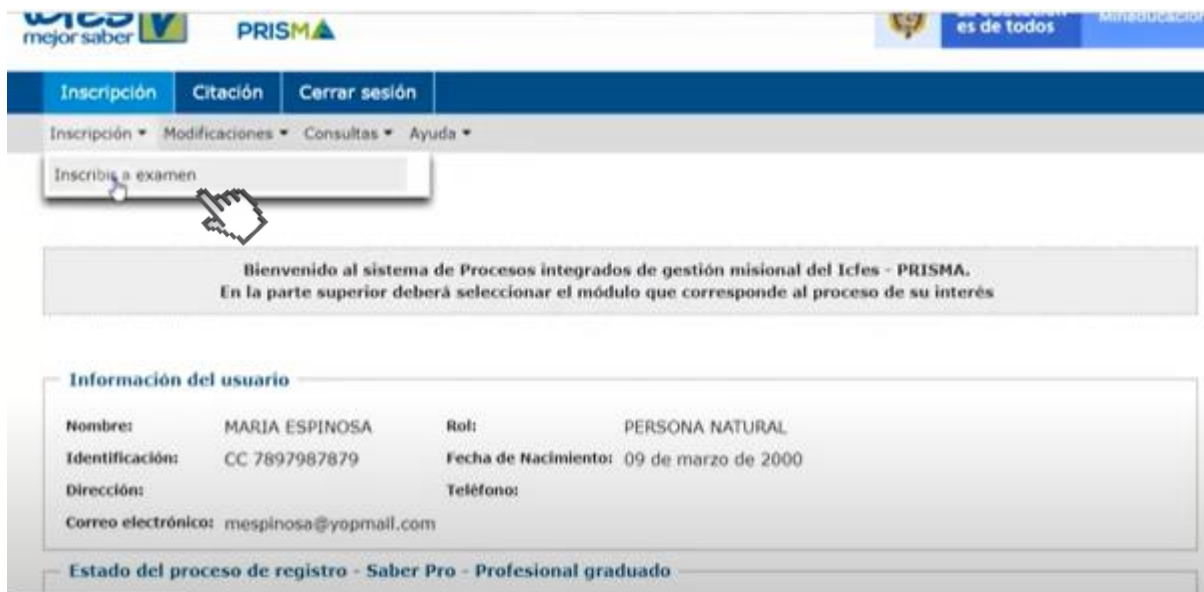 icfes
mejor saber
PRISMA
La educación
es de todos
Mineducación
Inscripción Citación Cerrar sesión
Inscripción Modificaciones Consultas Ayuda
Inscribir a examen
Bienvenido al sistema de Procesos integrados de gestión misional del Icfes - PRISMA.
En la parte superior deberá seleccionar el módulo que corresponde al proceso de su interés
Información del usuario
Nombre: MARIA ESPINOSA Rol: PERSONA NATURAL
Identificación: CC 7897987879 Fecha de Nacimiento: 09 de marzo de 2000
Dirección: Teléfono:
Correo electrónico: mespinosa@yopmail.com
Estado del proceso de registro - Saber Pro - Profesional graduado